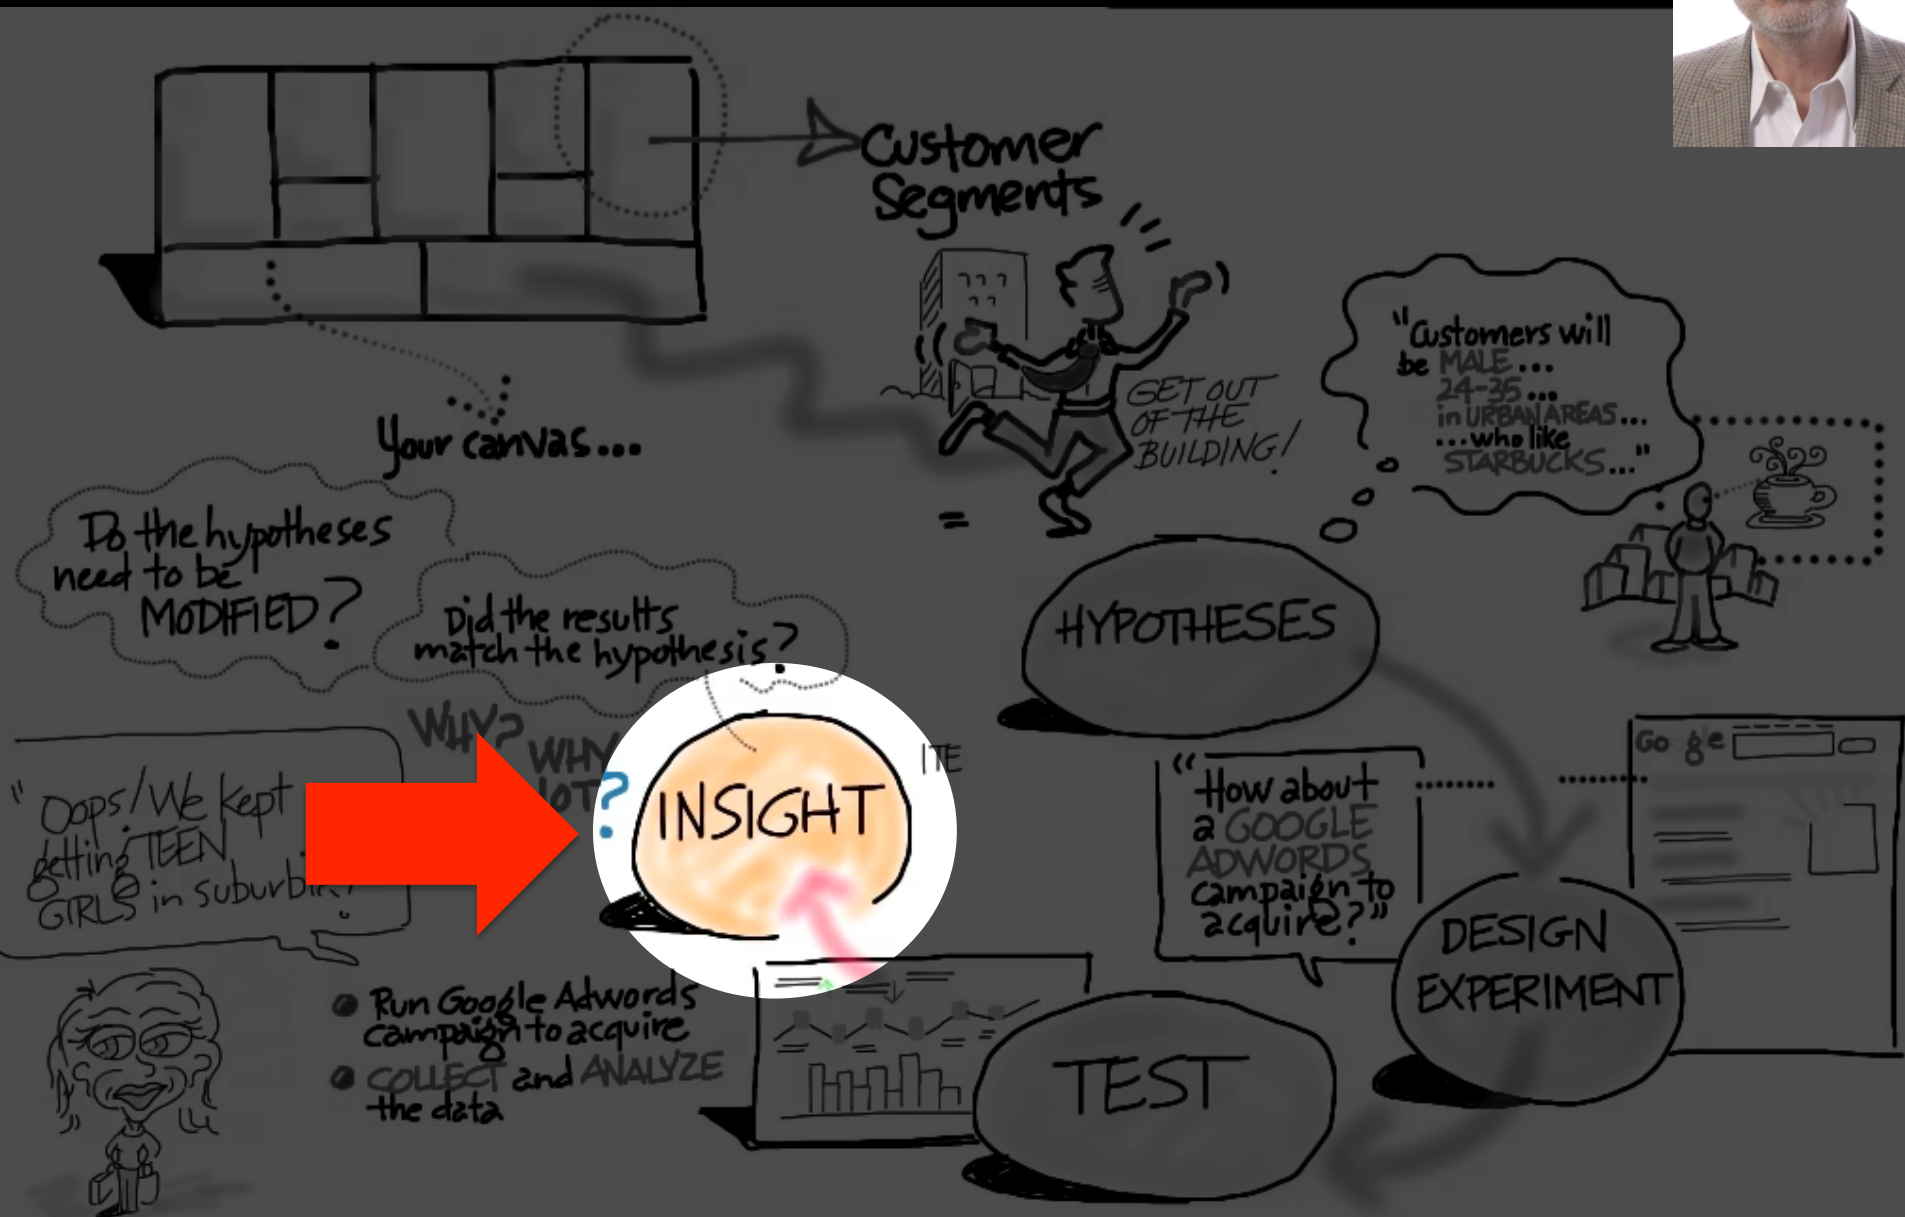 Customer
Segments
GET OUT
OF THE
BUILDING!
"Customers will
be MALE...
24-35...
in URBAN AREAS...
...who like
STARBUCKS..."
Your canvas...
Do the hypotheses
need to be
MODIFIED?
Did the results
match the hypothesis?
HYPOTHESES
WHY?
WHY
?
INSIGHT
"Oops! We kept
getting TEEN
GIRLS in suburbi
"How about
a GOOGLE
ADWORDS
campaign to
acquire?"
Google
DESIGN
EXPERIMENT
Run Google Adwords
campaign to acquire
COLLECT and ANALYZE
the data
TEST